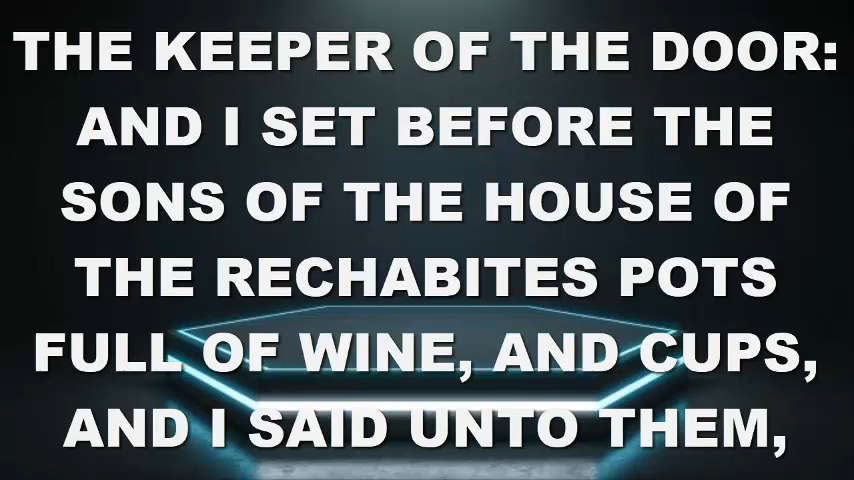 THE KEEPER OF THE DOOR:
AND I SET BEFORE THE
SONS OF THE HOUSE OF
THE RECHABITES POTS
FULL OF WINE, AND CUPS,
AND I SAID UNTO THEM,